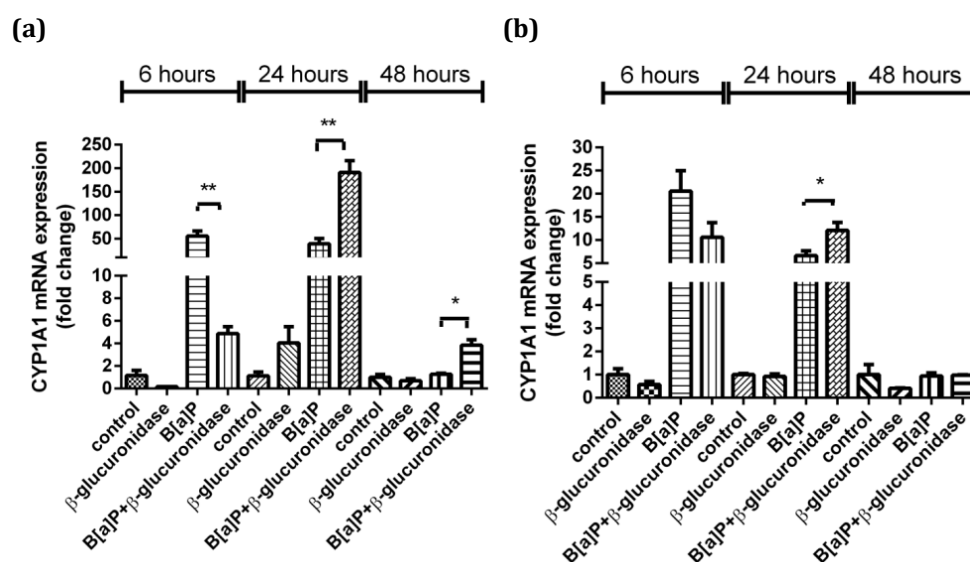 (a)
6 hours 24 hours 48 hours
CYP1A1 mRNA expression
(fold change)
250
200
150
100
50
6
4
2
0
**
**
*
control
β-glucuronidase
B[a]P
B[a]P+β-glucuronidase
control
β-glucuronidase
B[a]P
B[a]P+β-glucuronidase
control
β-glucuronidase
B[a]P
B[a]P+β-glucuronidase
(b)
6 hours 24 hours 48 hours
CYP1A1 mRNA expression
(fold change)
30
25
20
15
10
5
5
4
3
2
1
0
*
control
β-glucuronidase
B[a]P
B[a]P+β-glucuronidase
control
β-glucuronidase
B[a]P
B[a]P+β-glucuronidase
control
β-glucuronidase
B[a]P
B[a]P+β-glucuronidase